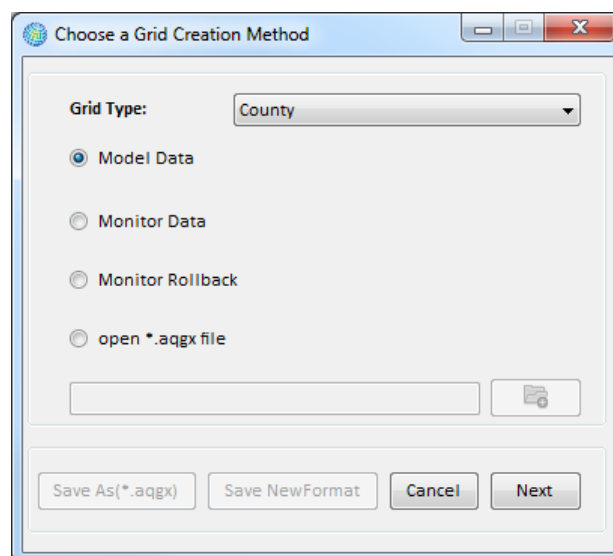 Choose a Grid Creation Method
Grid Type: County
Model Data
Monitor Data
Monitor Rollback
open *.aqgx file
Save As(*.aqgx) Save NewFormat Cancel Next